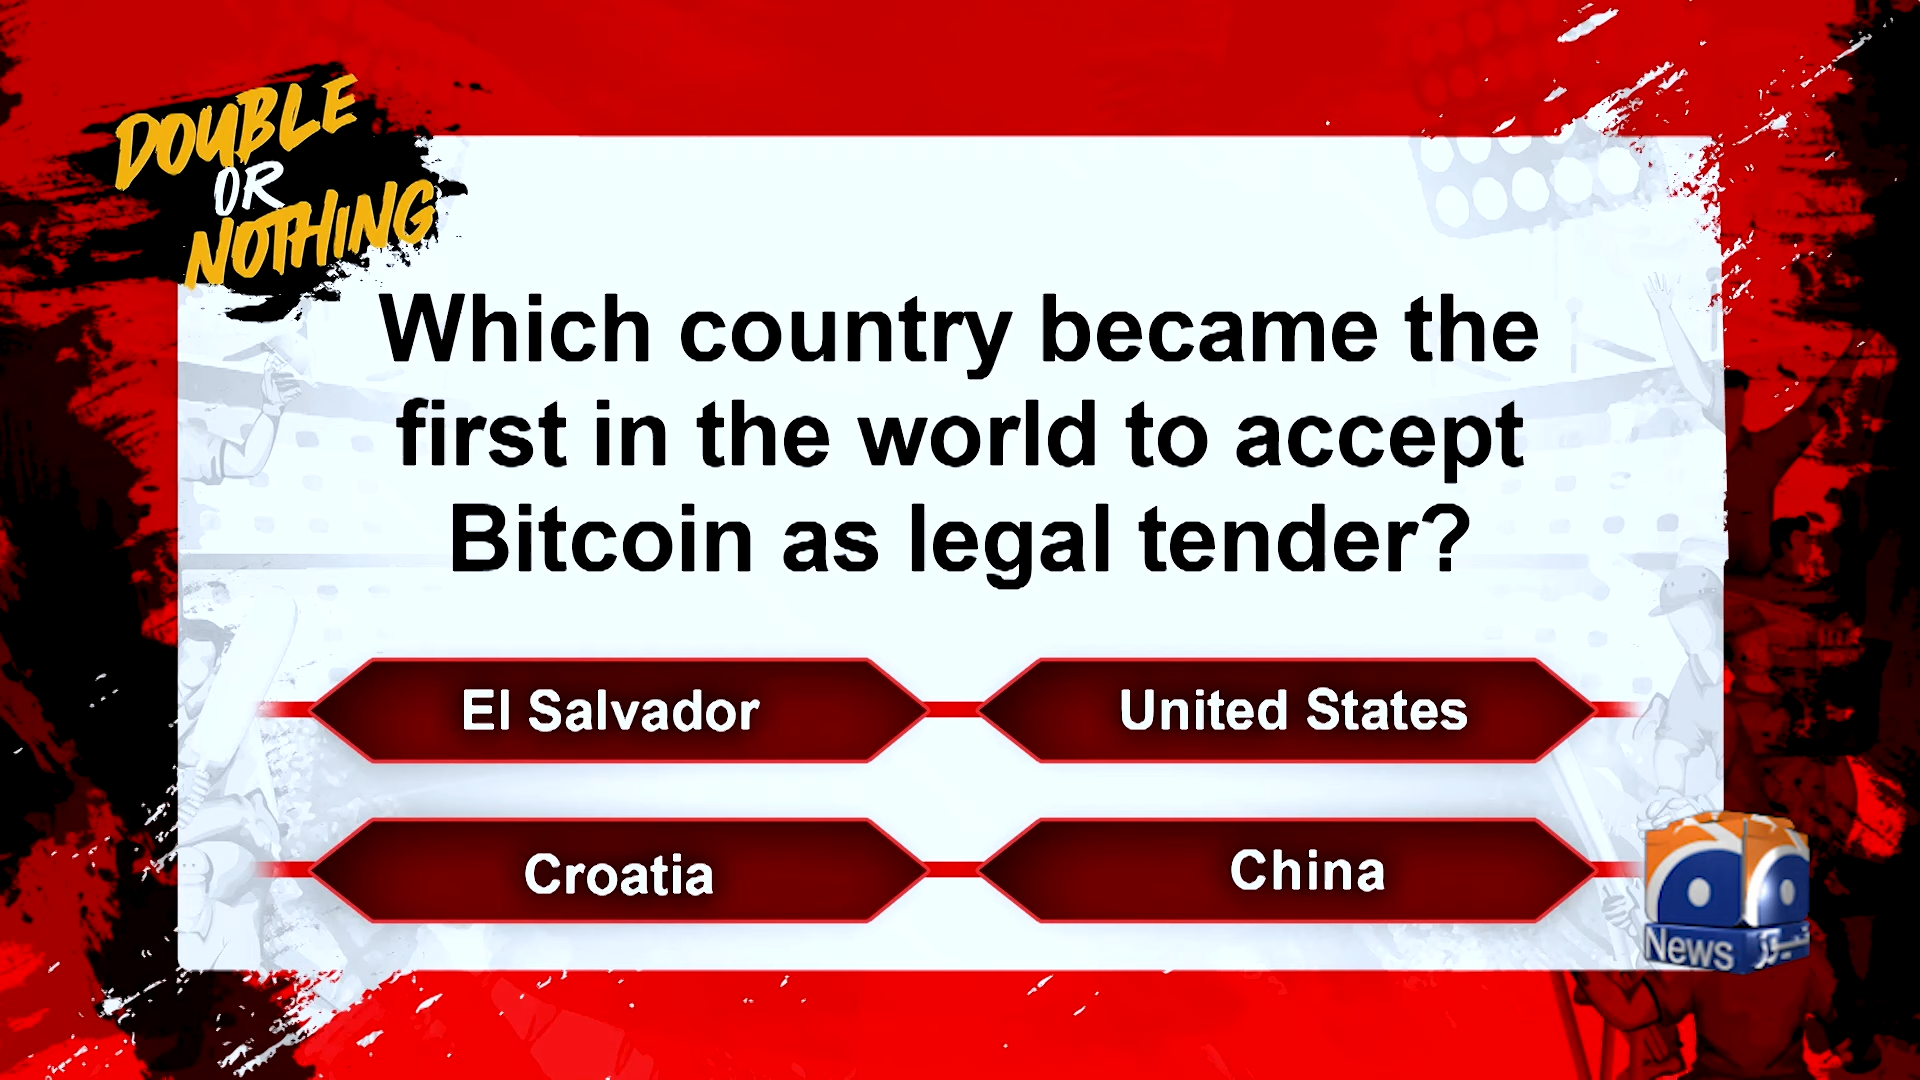 DOUBLE
OR
NOTHING
Which country became the
first in the world to accept
Bitcoin as legal tender?
El Salvador
United States
Croatia
China
News نیوز